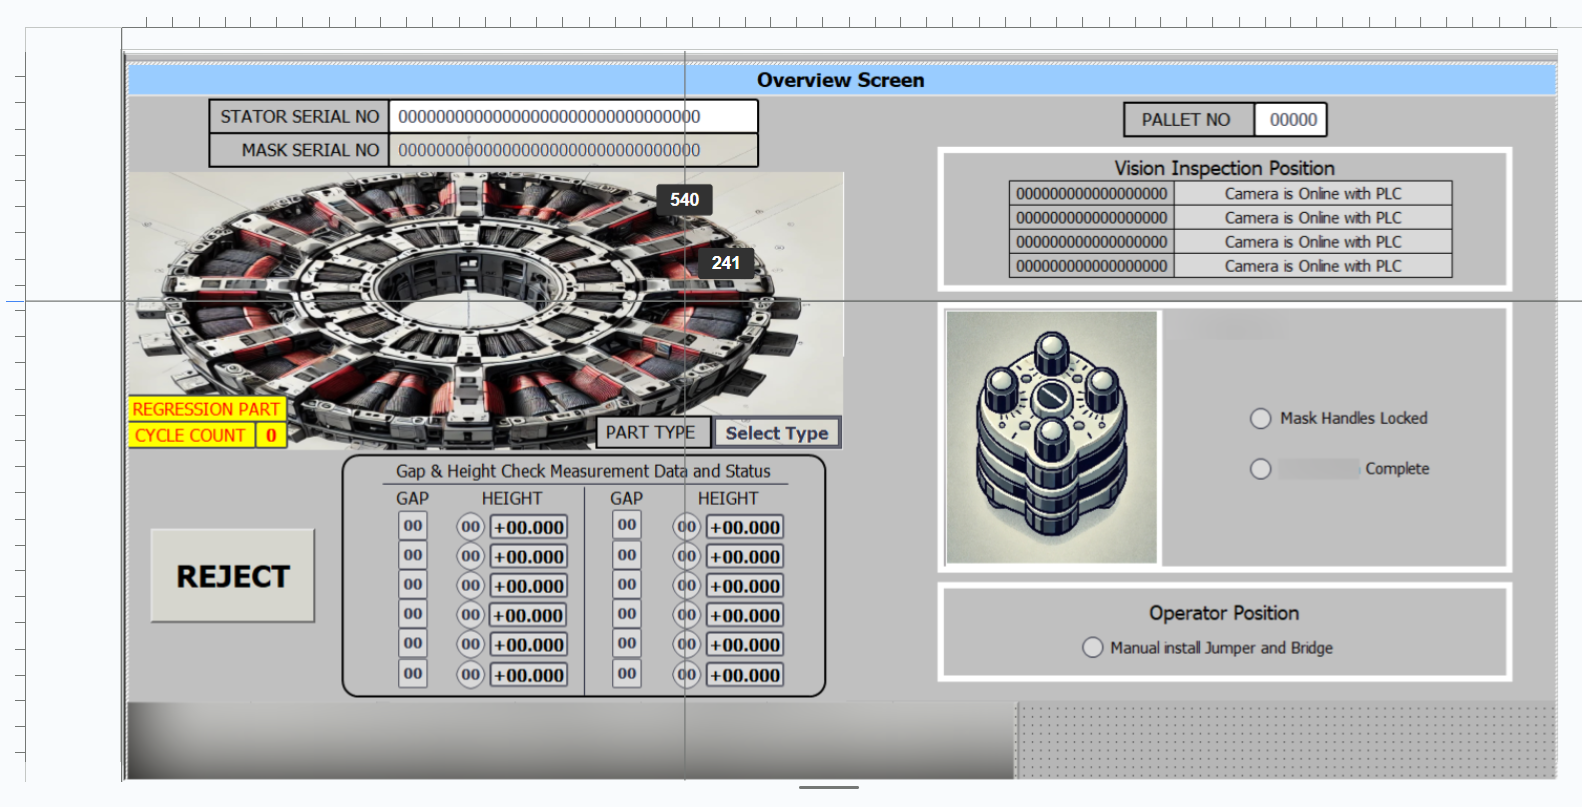 Overview Screen
STATOR SERIAL NO 00000000000000000000000000000000
MASK SERIAL NO 00000000000000000000000000000000
PALLET NO 00000
540
241
REGRESSION PART
CYCLE COUNT 0
PART TYPE Select Type
Vision Inspection Position
0000000000000000 Camera is Online with PLC
0000000000000000 Camera is Online with PLC
0000000000000000 Camera is Online with PLC
0000000000000000 Camera is Online with PLC
Mask Handles Locked
Complete
Gap & Height Check Measurement Data and Status
GAP HEIGHT GAP HEIGHT
00 00 +00.000 00 00 +00.000
00 00 +00.000 00 00 +00.000
00 00 +00.000 00 00 +00.000
00 00 +00.000 00 00 +00.000
00 00 +00.000 00 00 +00.000
00 00 +00.000 00 00 +00.000
REJECT
Operator Position
Manual install Jumper and Bridge